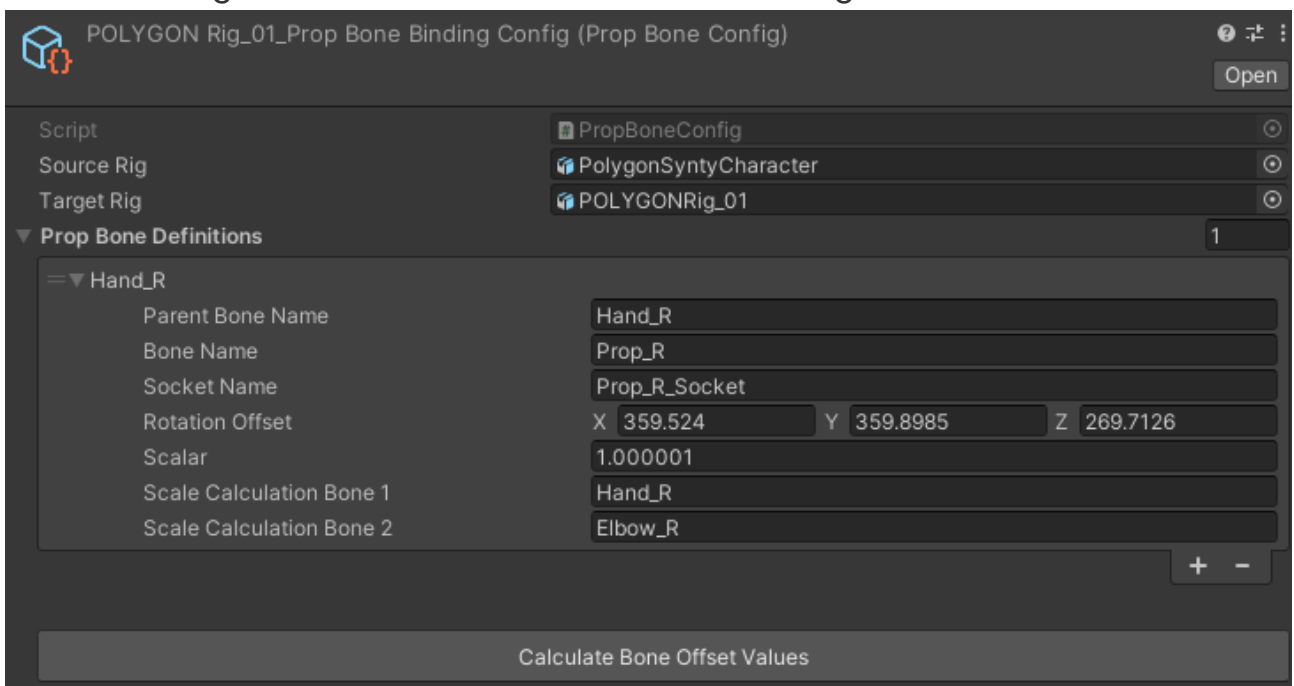 POLYGON Rig_01_Prop Bone Binding Config (Prop Bone Config)
Open
Script PropBoneConfig
Source Rig PolygonSyntyCharacter
Target Rig POLYGONRig_01
Prop Bone Definitions 1
Hand_R
Parent Bone Name Hand_R
Bone Name Prop_R
Socket Name Prop_R_Socket
Rotation Offset X 359.524 Y 359.8985 Z 269.7126
Scalar 1.000001
Scale Calculation Bone 1 Hand_R
Scale Calculation Bone 2 Elbow_R
+ -
Calculate Bone Offset Values